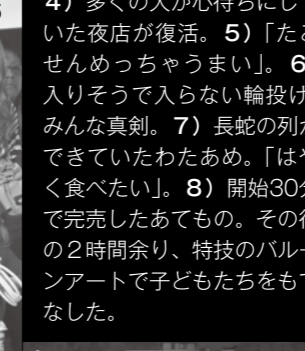 4）多くの人が心待ちにし
いた夜店が復活。5）「た
せんめっちゃうまい」。6
入りそうで入らない輪投げ
みんな真剣。7）長蛇の列
できていたわたあめ。「はや
く食べたい」。8）開始30分
で完売したあてもの。その後
の２時間余り、特技のバルー
ンアートで子どもたちをもて
なした。